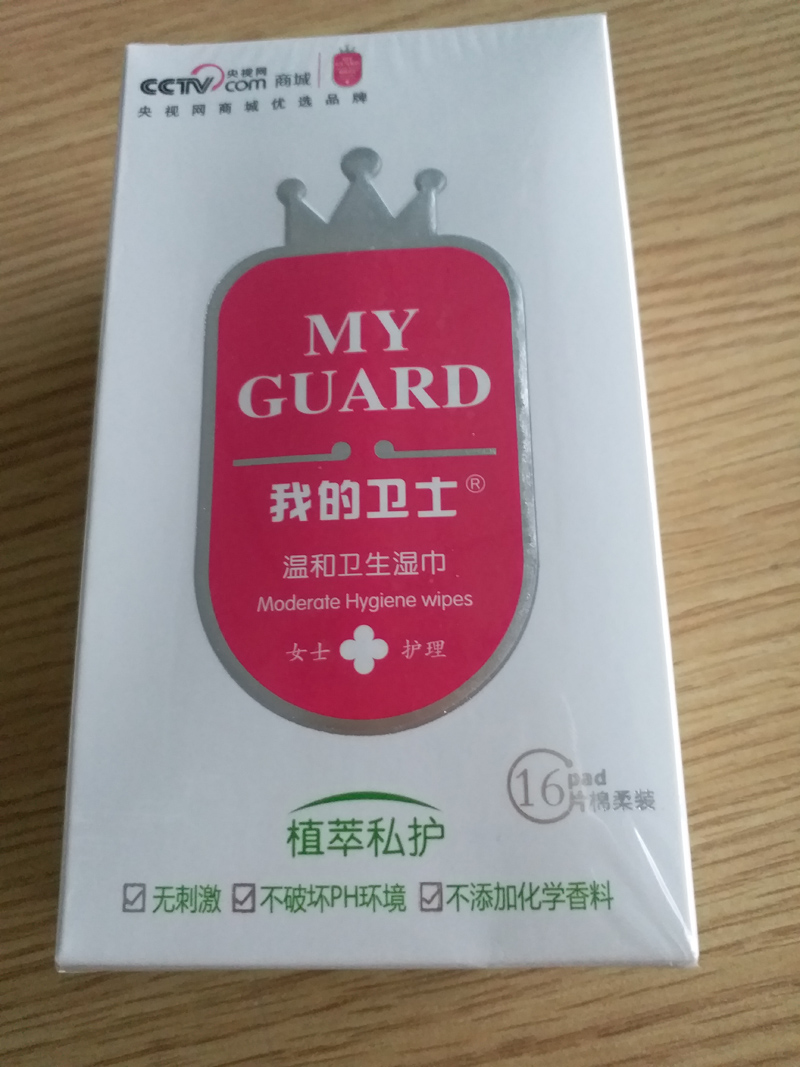 CCTV 央视网 .com 商城
央视网商城优选品牌
MY
GUARD
我的卫士®
温和卫生湿巾
Moderate Hygiene wipes
女士 护理
16 pad
片棉柔装
植萃私护
无刺激 不破坏PH环境 不添加化学香料